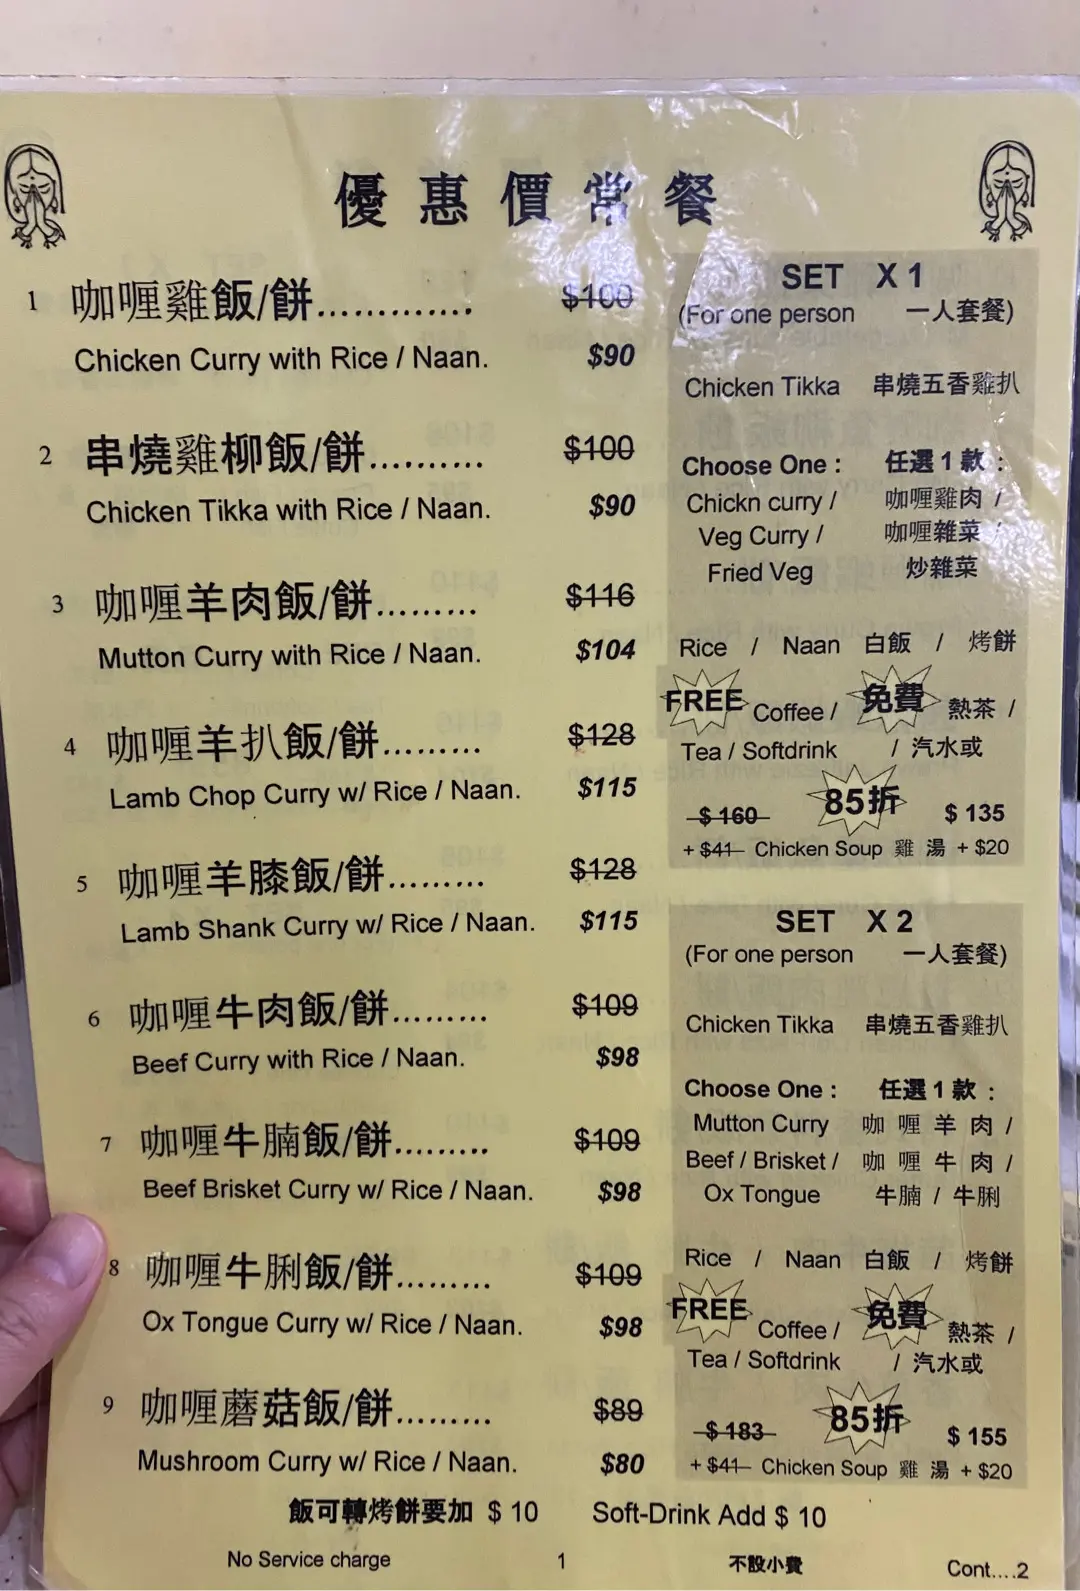 優惠價常餐
1 咖喱雞飯/餅............. $100
Chicken Curry with Rice / Naan. $90
2 串燒雞柳飯/餅.......... $100
Chicken Tikka with Rice / Naan. $90
3 咖喱羊肉飯/餅......... $116
Mutton Curry with Rice / Naan. $104
4 咖喱羊扒飯/餅......... $128
Lamb Chop Curry w/ Rice / Naan. $115
5 咖喱羊膝飯/餅......... $128
Lamb Shank Curry w/ Rice / Naan. $115
6 咖喱牛肉飯/餅......... $109
Beef Curry with Rice / Naan. $98
7 咖喱牛腩飯/餅......... $109
Beef Brisket Curry w/ Rice / Naan. $98
8 咖喱牛脷飯/餅......... $109
Ox Tongue Curry w/ Rice / Naan. $98
9 咖喱蘑菇飯/餅......... $89
Mushroom Curry w/ Rice / Naan. $80
飯可轉烤餅要加 $ 10 Soft-Drink Add $ 10
SET X 1
(For one person 一人套餐)
Chicken Tikka 串燒五香雞扒
Choose One : 任選 1 款 :
Chickn curry / 咖喱雞肉 /
Veg Curry / 咖喱雜菜 /
Fried Veg 炒雜菜
Rice / Naan 白飯 / 烤餅
FREE Coffee / 免費 熱茶 /
Tea / Softdrink / 汽水或
$ 160 85折 $ 135
+ $41 Chicken Soup 雞 湯 + $20
SET X 2
(For one person 一人套餐)
Chicken Tikka 串燒五香雞扒
Choose One : 任選 1 款 :
Mutton Curry 咖 喱 羊 肉 /
Beef / Brisket / 咖 喱 牛 肉 /
Ox Tongue 牛腩 / 牛脷
Rice / Naan 白飯 / 烤餅
FREE Coffee / 免費 熱茶 /
Tea / Softdrink / 汽水或
$ 183 85折 $ 155
+ $41 Chicken Soup 雞 湯 + $20
No Service charge 1 不設小費 Cont....2